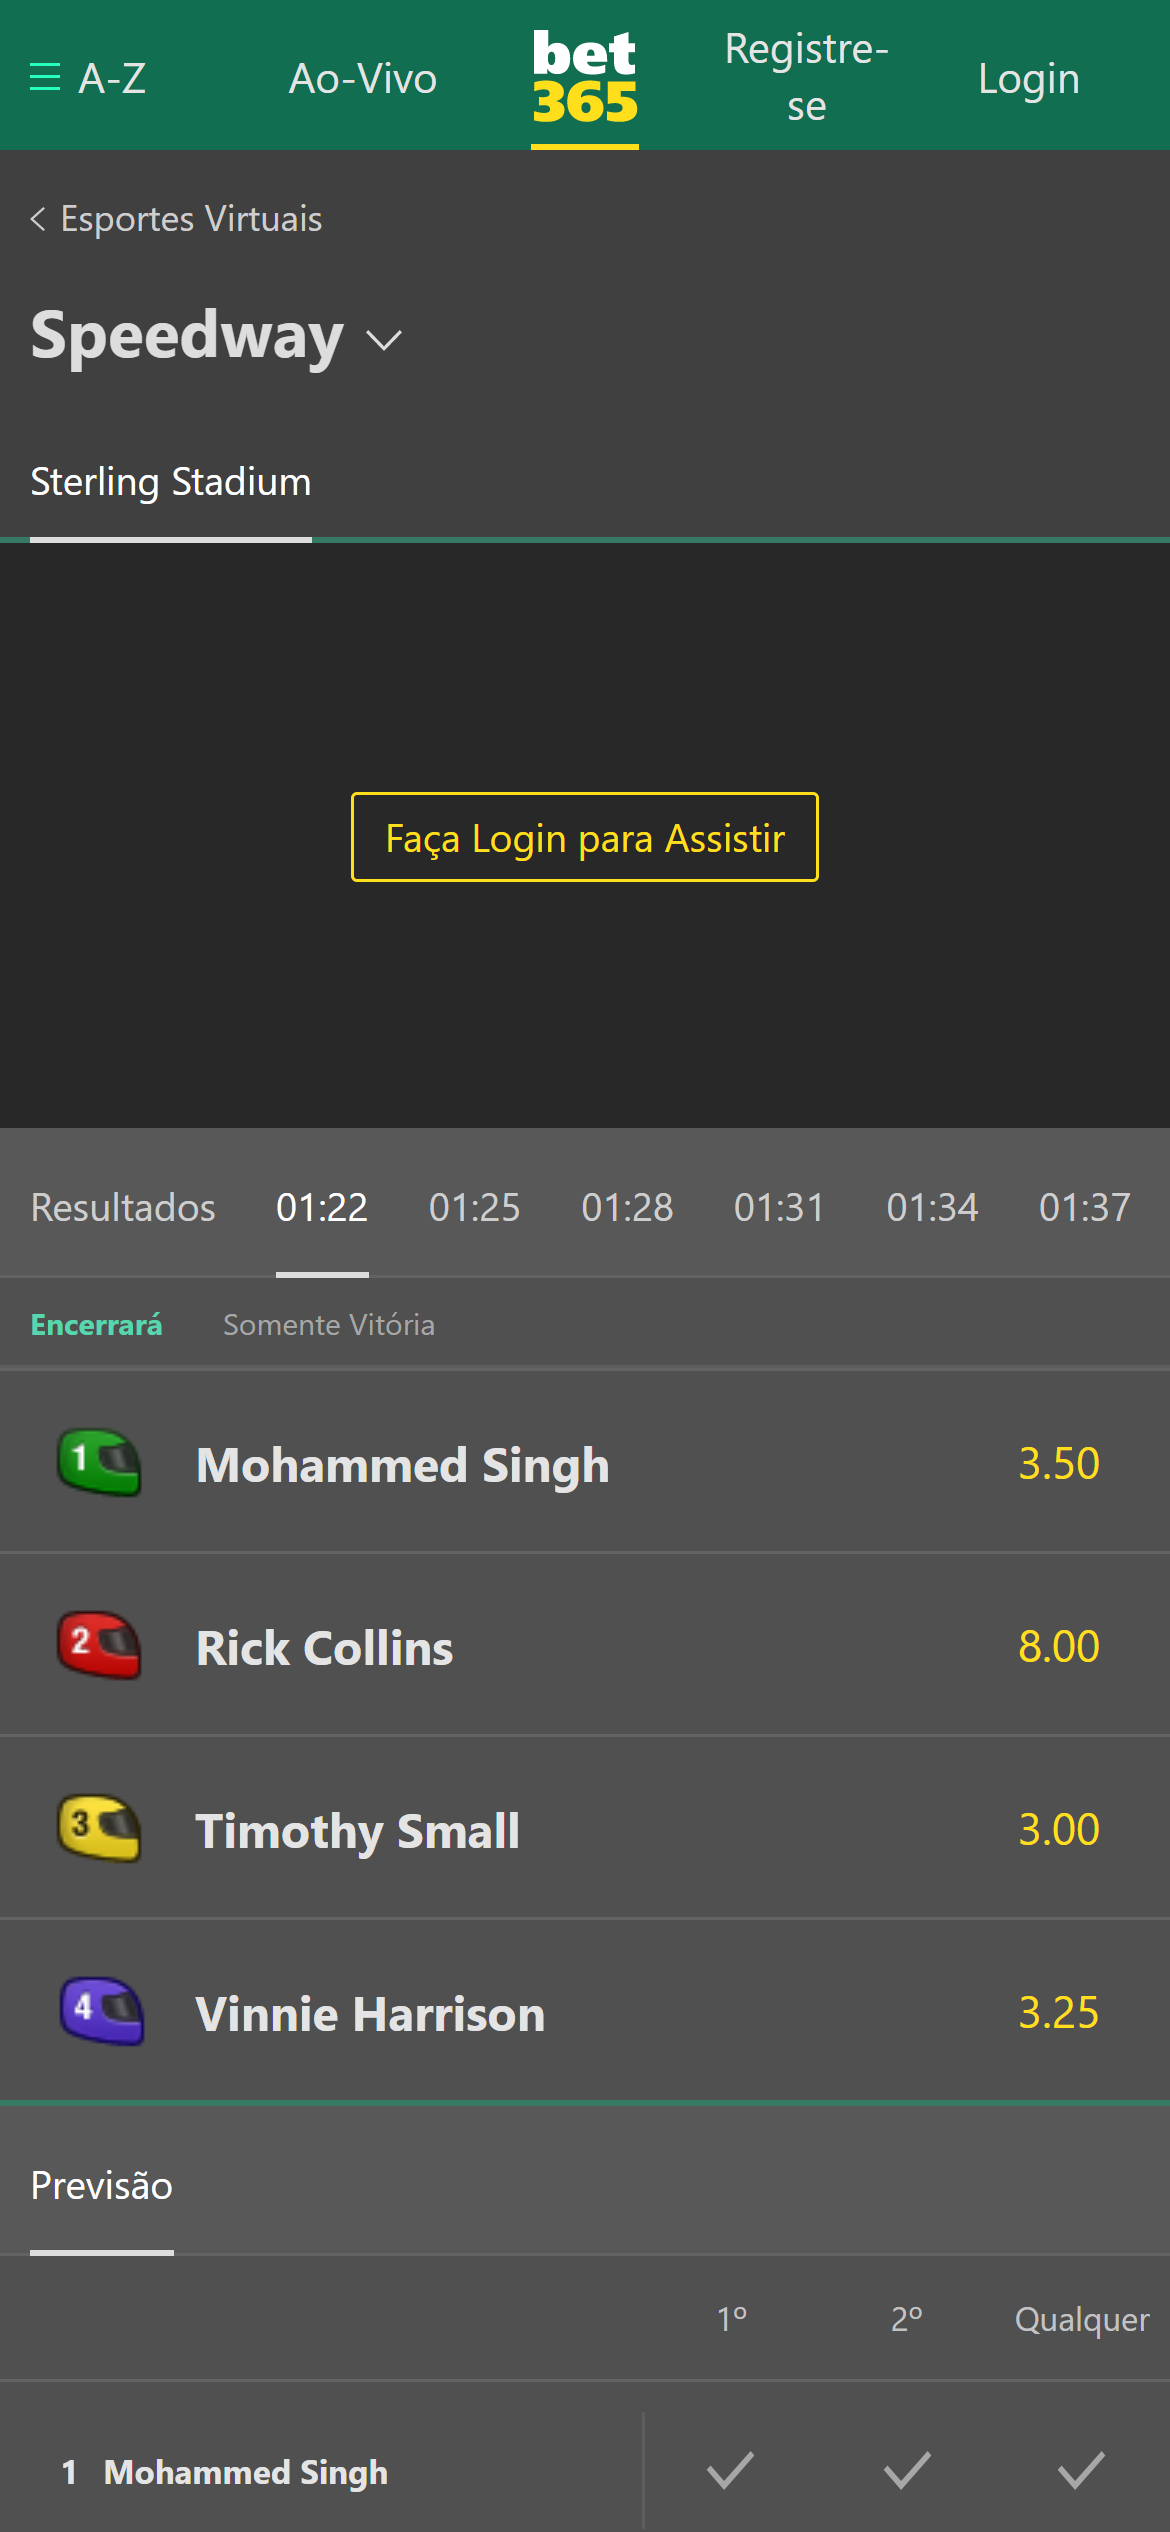 A-Z
Ao-Vivo
bet
365
Registre-
se
Login
Esportes Virtuais
Speedway
Sterling Stadium
Faça Login para Assistir
Resultados 01:22 01:25 01:28 01:31 01:34 01:37
Encerrará Somente Vitória
1 Mohammed Singh 3.50
2 Rick Collins 8.00
3 Timothy Small 3.00
4 Vinnie Harrison 3.25
Previsão
1º 2º Qualquer
1 Mohammed Singh